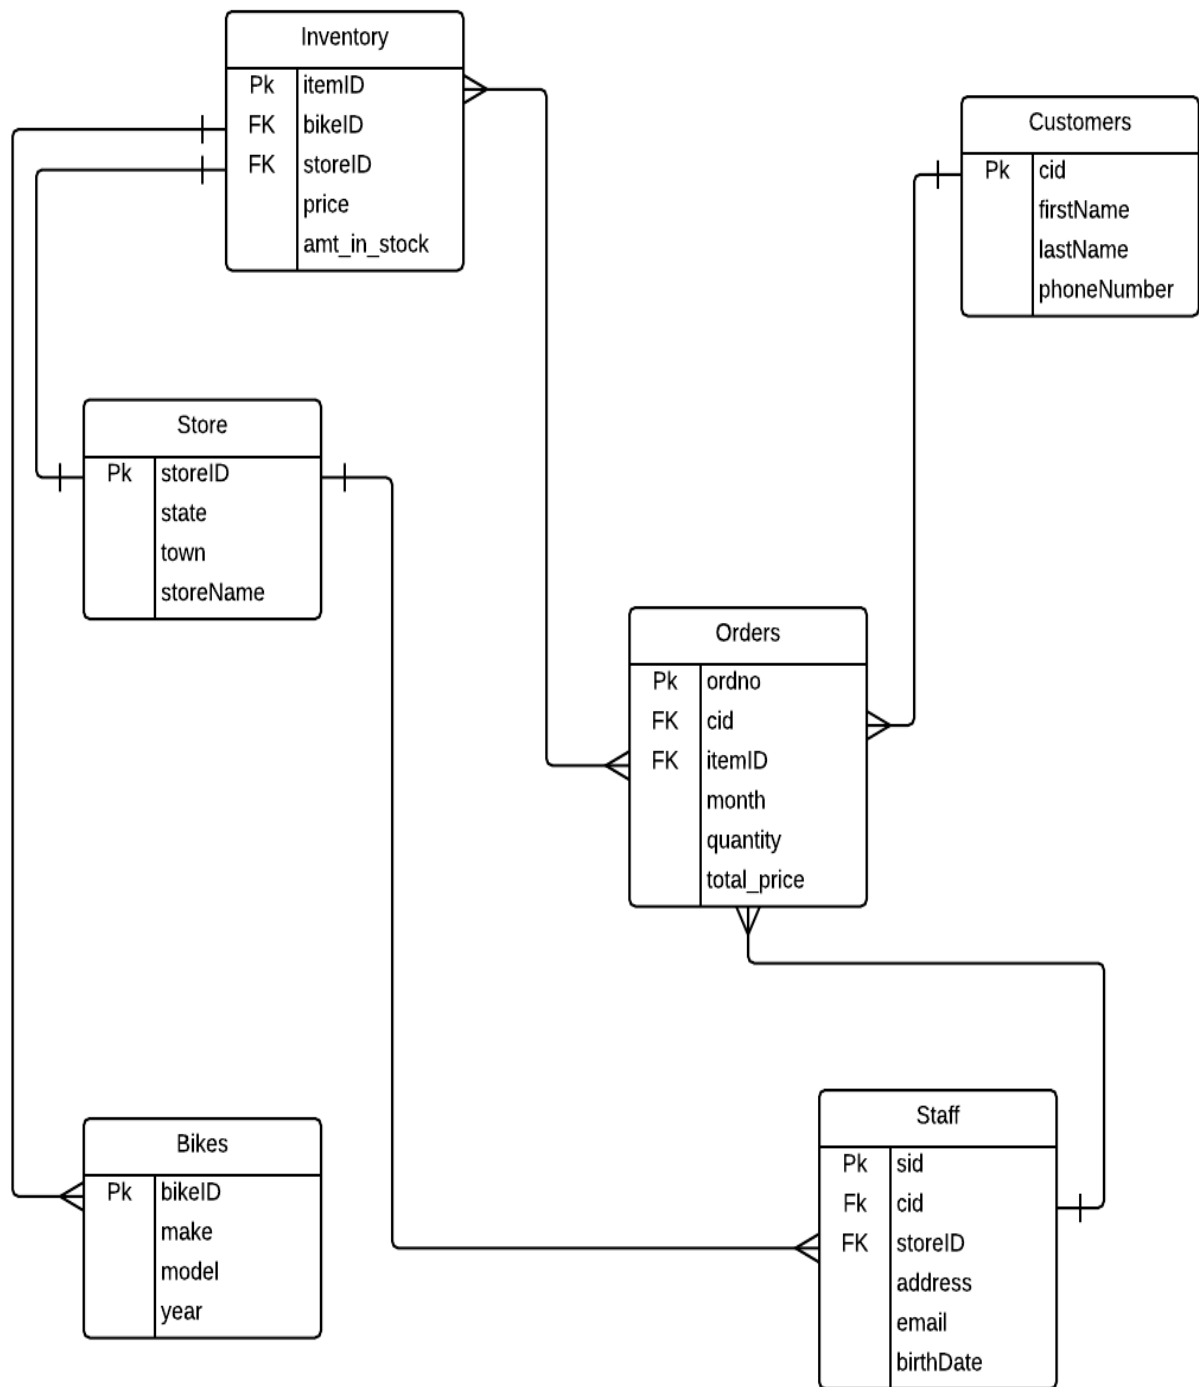 Inventory
Pk itemID
FK bikeID
FK storeID
price
amt_in_stock
Customers
Pk cid
firstName
lastName
phoneNumber
Store
Pk storeID
state
town
storeName
Orders
Pk ordno
FK cid
FK itemID
month
quantity
total_price
Bikes
Pk bikeID
make
model
year
Staff
Pk sid
Fk cid
FK storeID
address
email
birthDate